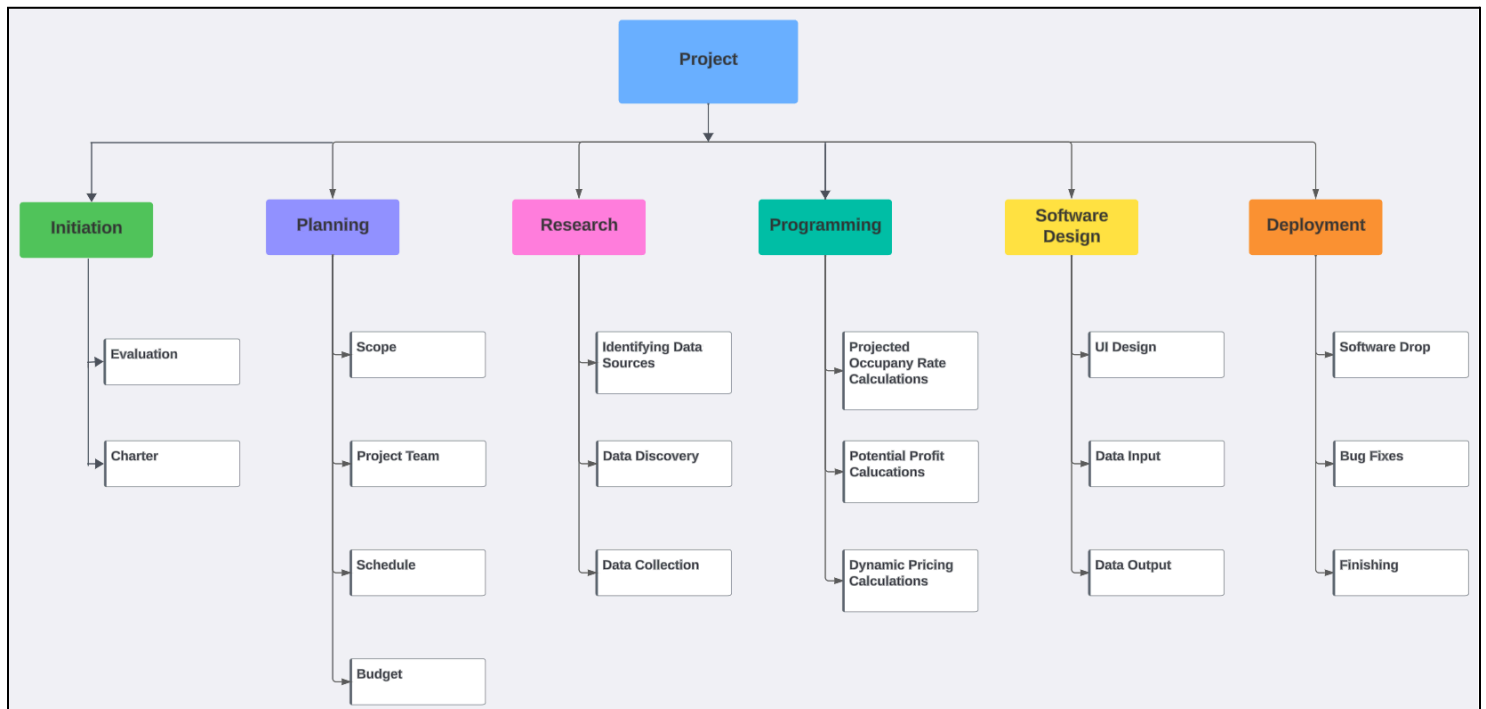 Project
Initiation
Planning
Research
Programming
Software
Design
Deployment
Evaluation
Charter
Scope
Project Team
Schedule
Budget
Identifying Data
Sources
Data Discovery
Data Collection
Projected
Occupany Rate
Calculations
Potential Profit
Calucations
Dynamic Pricing
Calculations
UI Design
Data Input
Data Output
Software Drop
Bug Fixes
Finishing